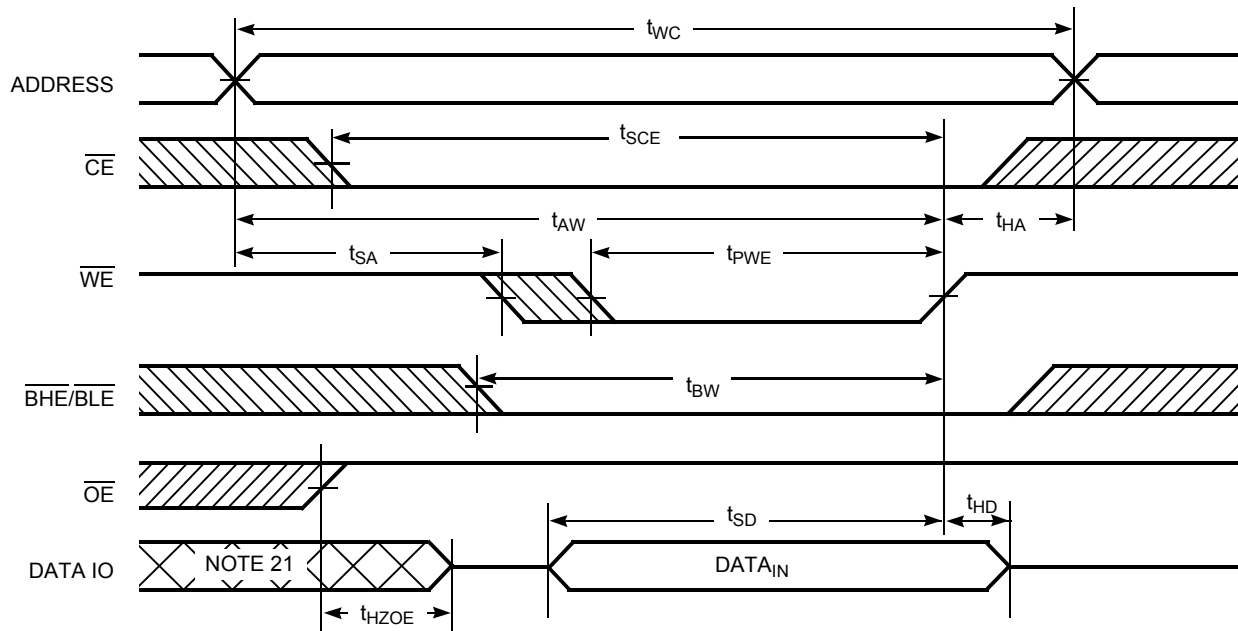 tWC
ADDRESS
tSCE
CE
tAW
tHA
tSA
tPWE
WE
tBW
BHE/BLE
OE
tSD
tHD
DATA IO
NOTE 21
DATAIN
tHZOE